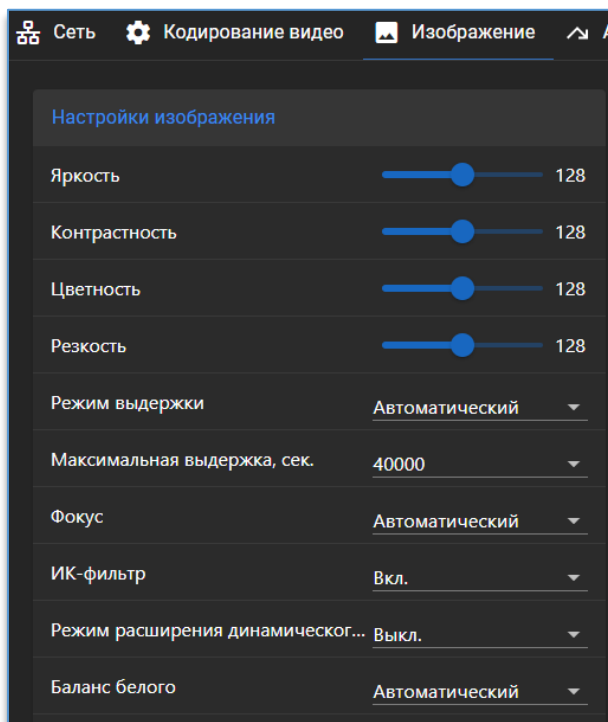 Сеть Кодирование видео Изображение
Настройки изображения
Яркость 128
Контрастность 128
Цветность 128
Резкость 128
Режим выдержки Автоматический
Максимальная выдержка, сек. 40000
Фокус Автоматический
ИК-фильтр Вкл.
Режим расширения динамическог... Выкл.
Баланс белого Автоматический